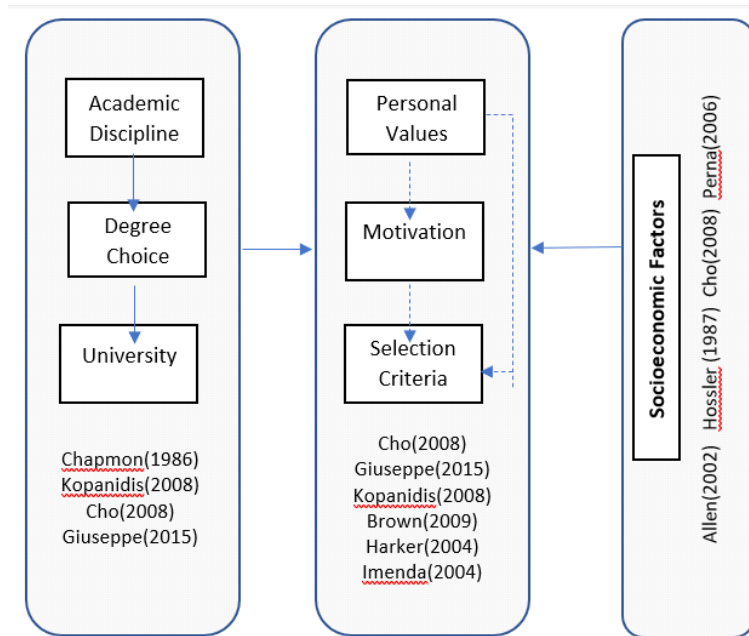 Academic
Discipline
Degree
Choice
University
Chapmon(1986)
Kopanidis(2008)
Cho(2008)
Giuseppe(2015)
Personal
Values
Motivation
Selection
Criteria
Cho(2008)
Giuseppe(2015)
Kopanidis(2008)
Brown(2009)
Harker(2004)
Imenda(2004)
Socioeconomic Factors
Allen(2002) Hossler (1987) Cho(2008) Perna(2006)